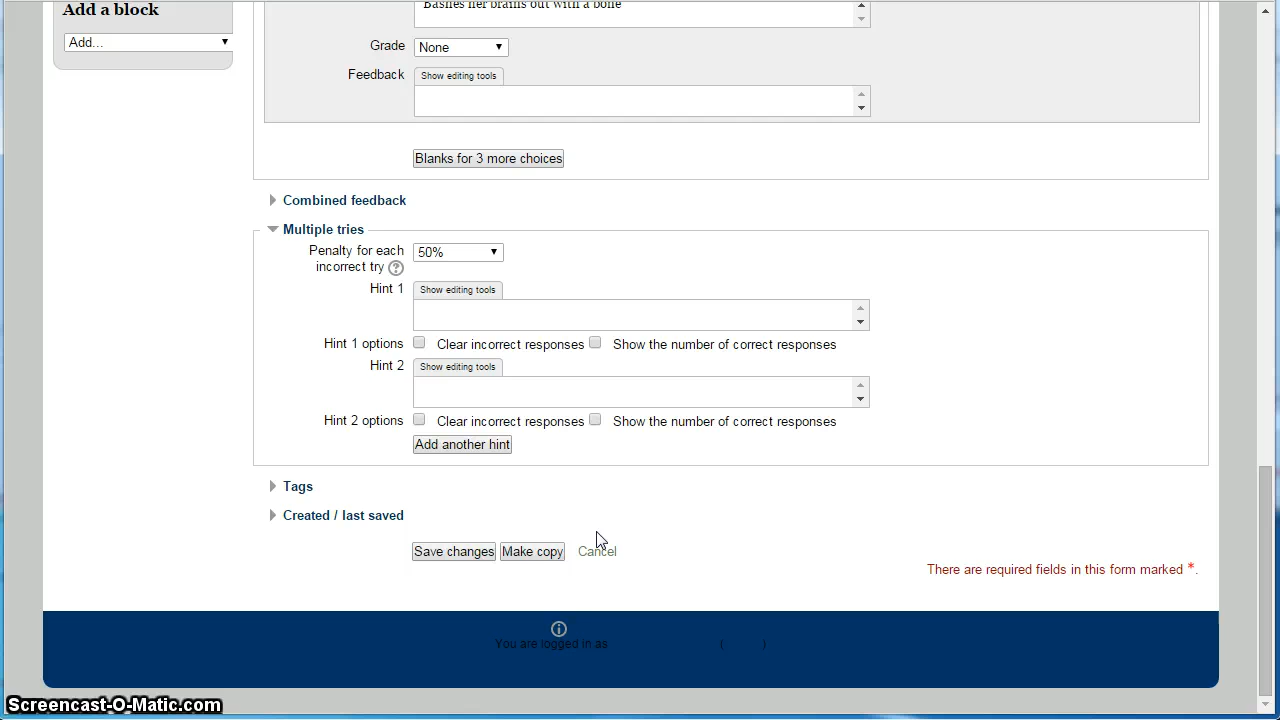 Add a block
Bashes her brains out with a bone
Add...
Grade None
Feedback Show editing tools
Blanks for 3 more choices
Combined feedback
Multiple tries
Penalty for each 50%
incorrect try ?
Hint 1 Show editing tools
Hint 1 options Clear incorrect responses Show the number of correct responses
Hint 2 Show editing tools
Hint 2 options Clear incorrect responses Show the number of correct responses
Add another hint
Tags
Created / last saved
Save changes Make copy Cancel
There are required fields in this form marked *.
You are logged in as ( )
Screencast-O-Matic.com